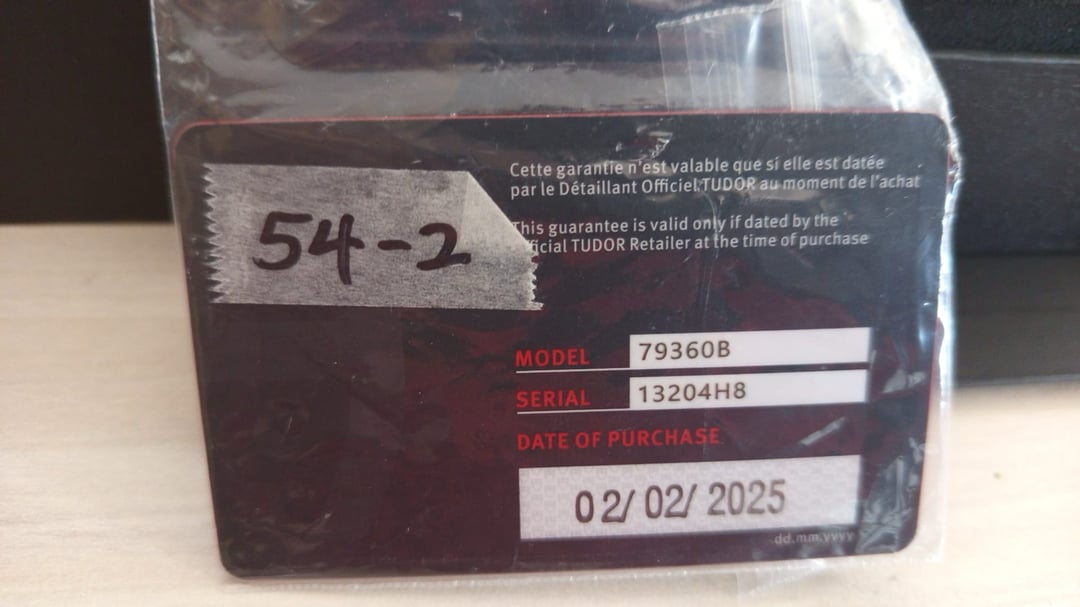 54-2
Cette garantie n'est valable que si elle est datée
par le Détaillant Officiel TUDOR au moment de l'achat
This guarantee is valid only if dated by the
TUDOR Retailer at the time of purchase
MODEL 79360B
SERIAL 13204H8
DATE OF PURCHASE
02/02/2025
dd.mm.yyyy